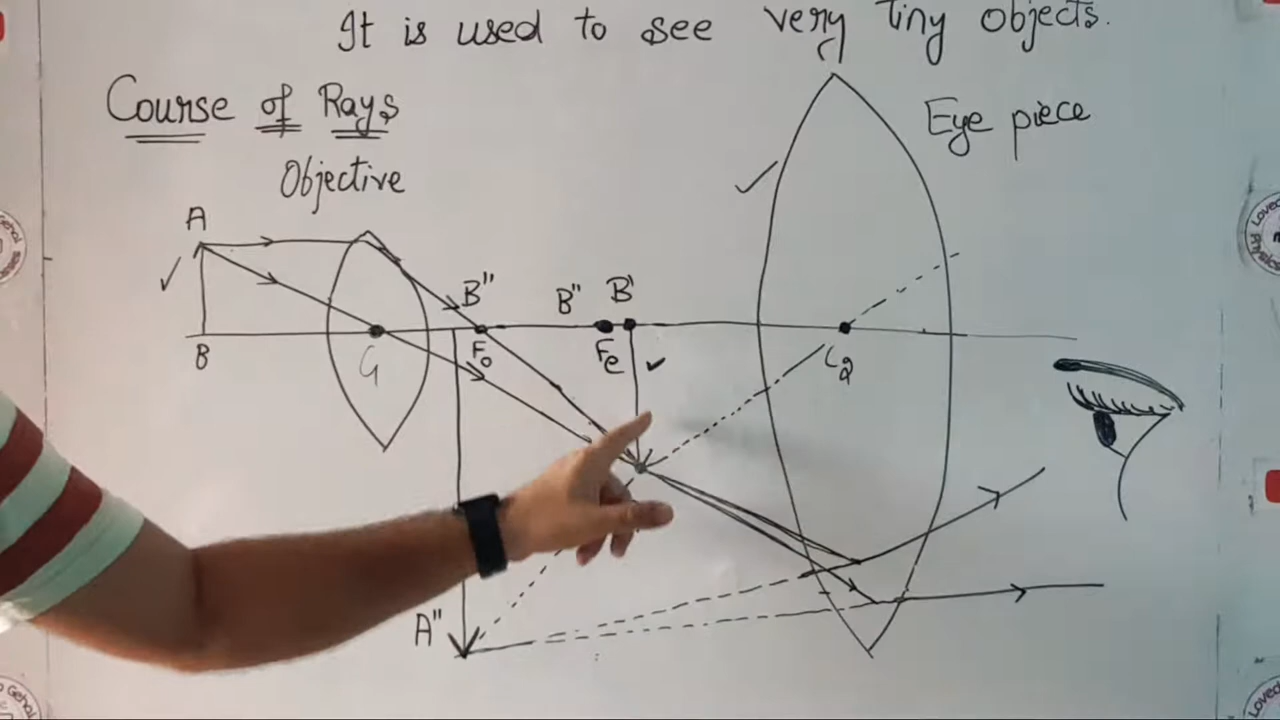 It is used to see very tiny objects.
Course of Rays
Eye piece
Objective
A
B" B" B'
B C1 Fo Fe C2
A"